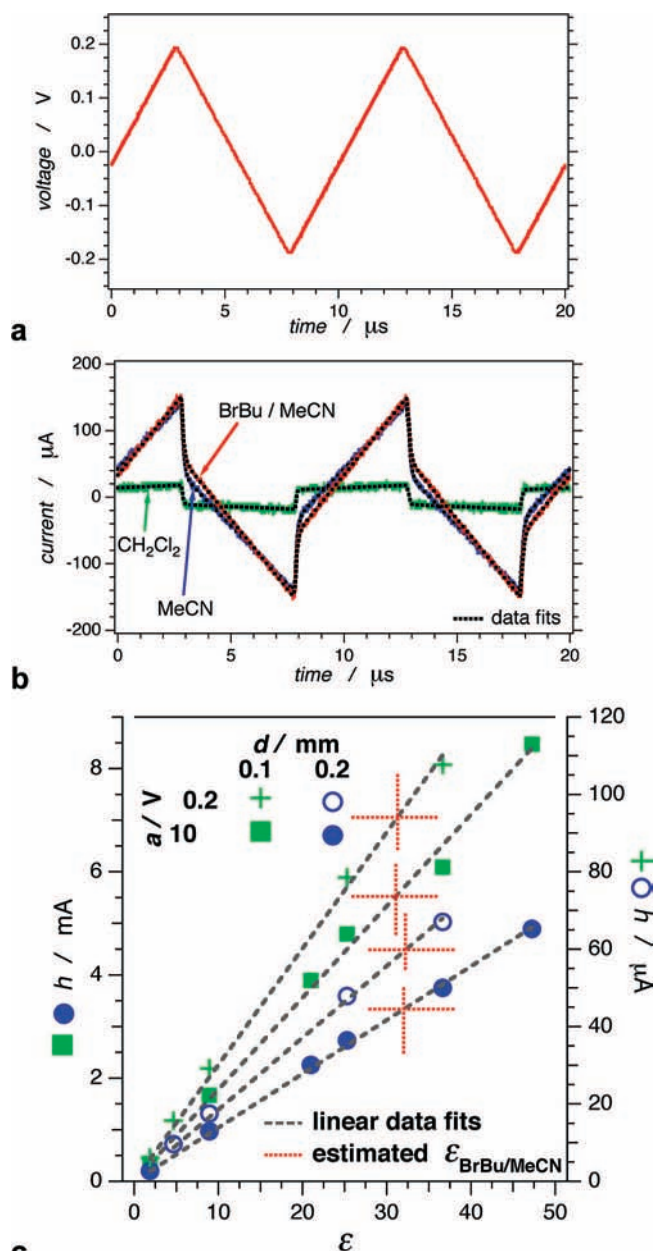 0.2
0.1
0.0
-0.1
-0.2
voltage / V
0 5 10 15 20
time / μs
a
200
100
0
-100
-200
current / μA
BrBu / MeCN
CH2Cl2
MeCN
data fits
0 5 10 15 20
time / μs
b
8
6
4
2
0
h / mA
d / mm
0.1 0.2
a / V
0.2
10
120
100
80
60
40
20
0
h / μA
linear data fits
estimated εBrBu/MeCN
0 10 20 30 40 50
ε